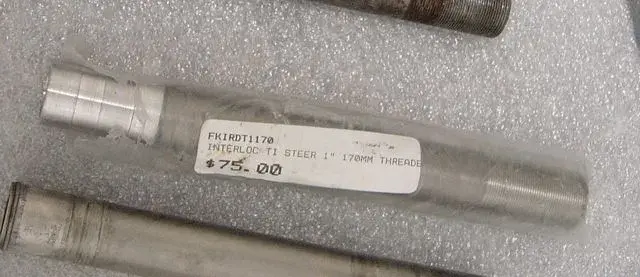 FKIRDT1170
INTERLOC TI STEER 1" 170MM THREADE
$75.00